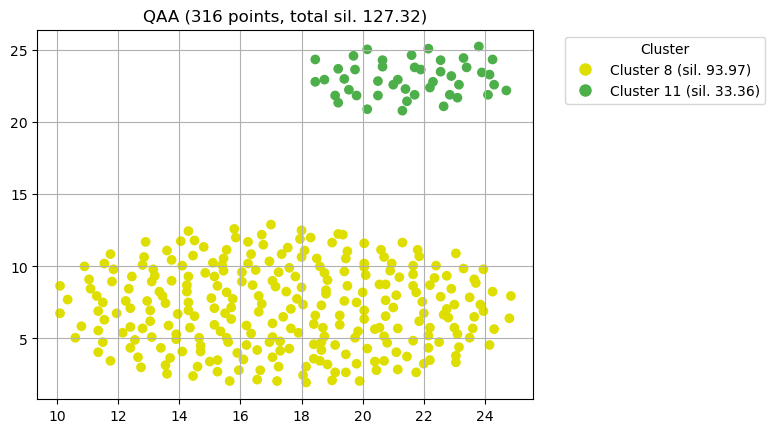 QAA (316 points, total sil. 127.32)
Cluster
Cluster 8 (sil. 93.97)
Cluster 11 (sil. 33.36)
25
20
15
10
5
10 12 14 16 18 20 22 24